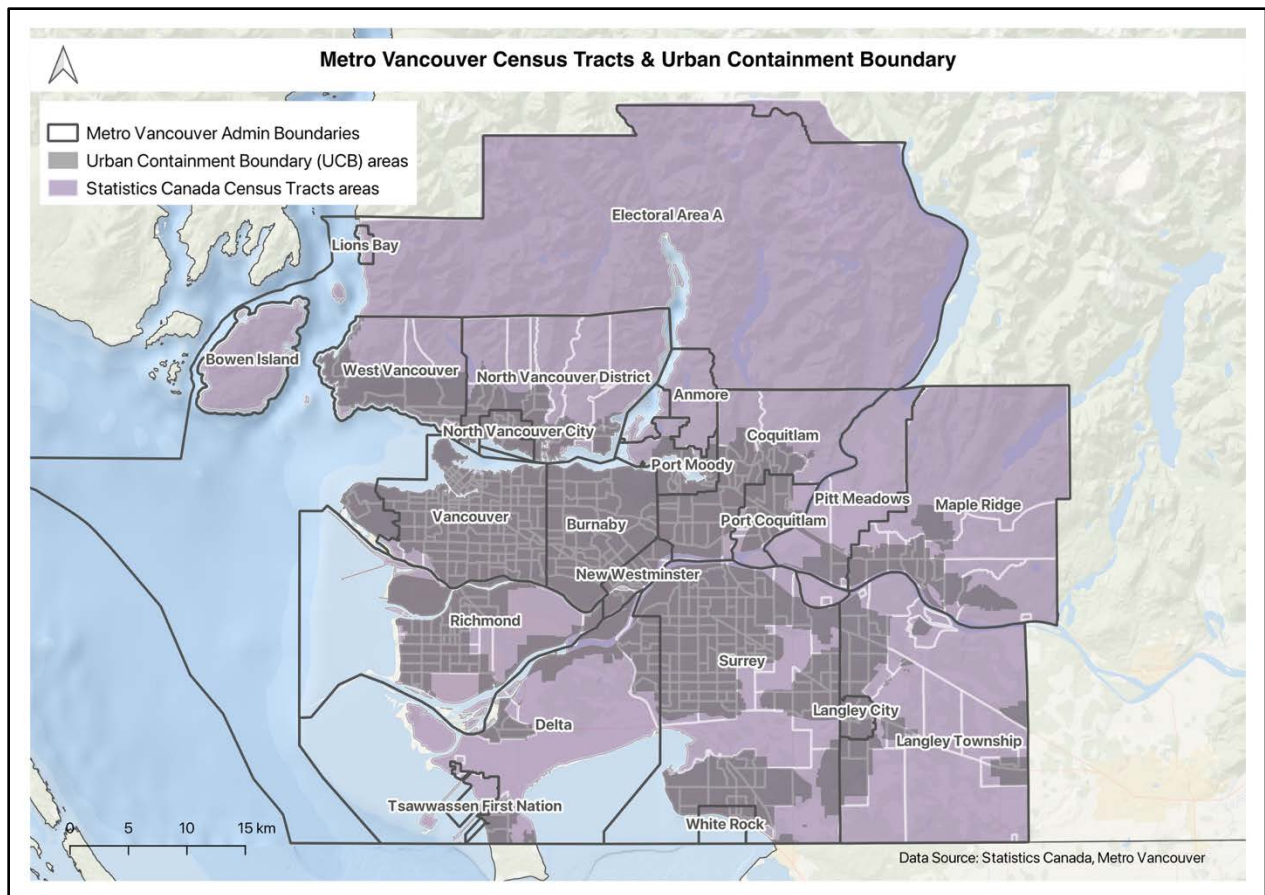 Metro Vancouver Census Tracts & Urban Containment Boundary
Metro Vancouver Admin Boundaries
Urban Containment Boundary (UCB) areas
Statistics Canada Census Tracts areas
Electoral Area A
Lions Bay
Bowen Island
West Vancouver
North Vancouver District
Anmore
North Vancouver City
Coquitlam
Port Moody
Pitt Meadows
Maple Ridge
Vancouver
Burnaby
Port Coquitlam
New Westminster
Richmond
Surrey
Langley City
Delta
Langley Township
Tsawwassen First Nation
White Rock
0 5 10 15 km
Data Source: Statistics Canada, Metro Vancouver